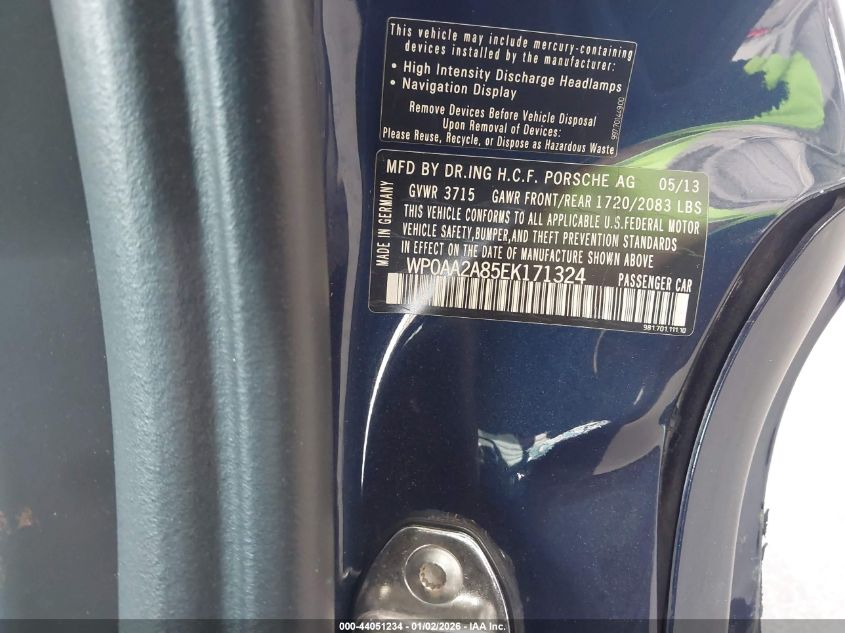 This vehicle may include mercury-containing
devices installed by the manufacturer:
• High Intensity Discharge Headlamps
• Navigation Display
Remove Devices Before Vehicle Disposal
Upon Removal of Devices:
Please Reuse, Recycle, or Dispose as Hazardous Waste
MFD BY DR.ING H.C.F. PORSCHE AG 05/13
GVWR 3715 GAWR FRONT/REAR 1720/2083 LBS
THIS VEHICLE CONFORMS TO ALL APPLICABLE U.S.FEDERAL MOTOR
VEHICLE SAFETY,BUMPER,AND THEFT PREVENTION STANDARDS
IN EFFECT ON THE DATE OF MANUFACTURE SHOWN ABOVE.
MADE IN GERMANY
WP0AA2A85EK171324
PASSENGER CAR
981.701.111.10
000-44051234 - 01/02/2026 - IAA Inc.